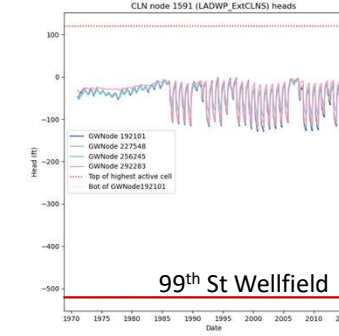 CLN node 1591 (LADWP_ExtCLNS) heads
100
0
−100
−200
−300
−400
−500
Head (ft)
GWNode 192101
GWNode 227548
GWNode 256245
GWNode 292283
Top of highest active cell
Bot of GWNode192101
99th St Wellfield
1970 1975 1980 1985 1990 1995 2000 2005 2010
Date